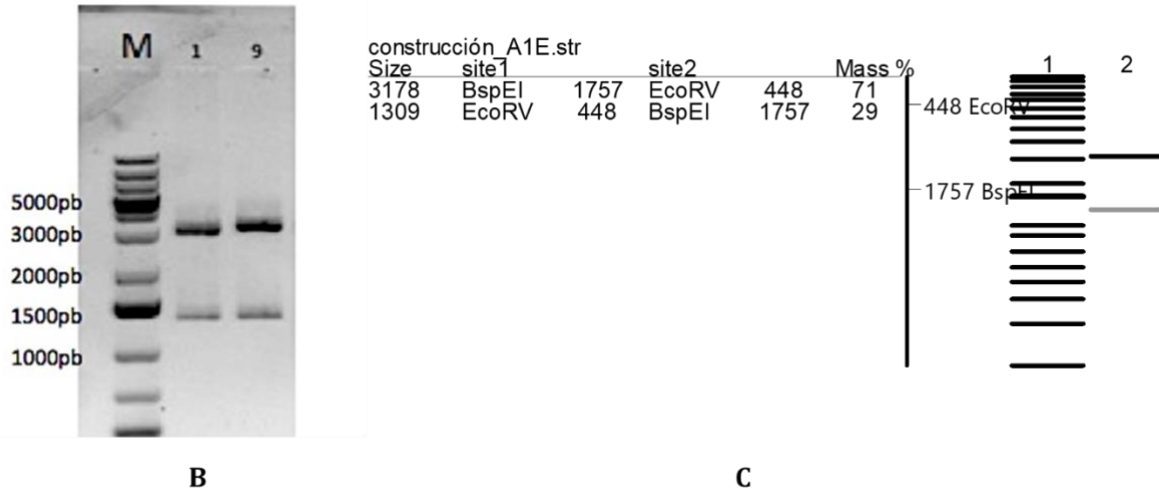 M 1 9
5000pb
3000pb
2000pb
1500pb
1000pb
B
construcción_A1E.str
Size site1 site2 Mass %
3178 BspEI 1757 EcoRV 448 71
1309 EcoRV 448 BspEI 1757 29
448 EcoRV
1757 BspEI
1 2
C